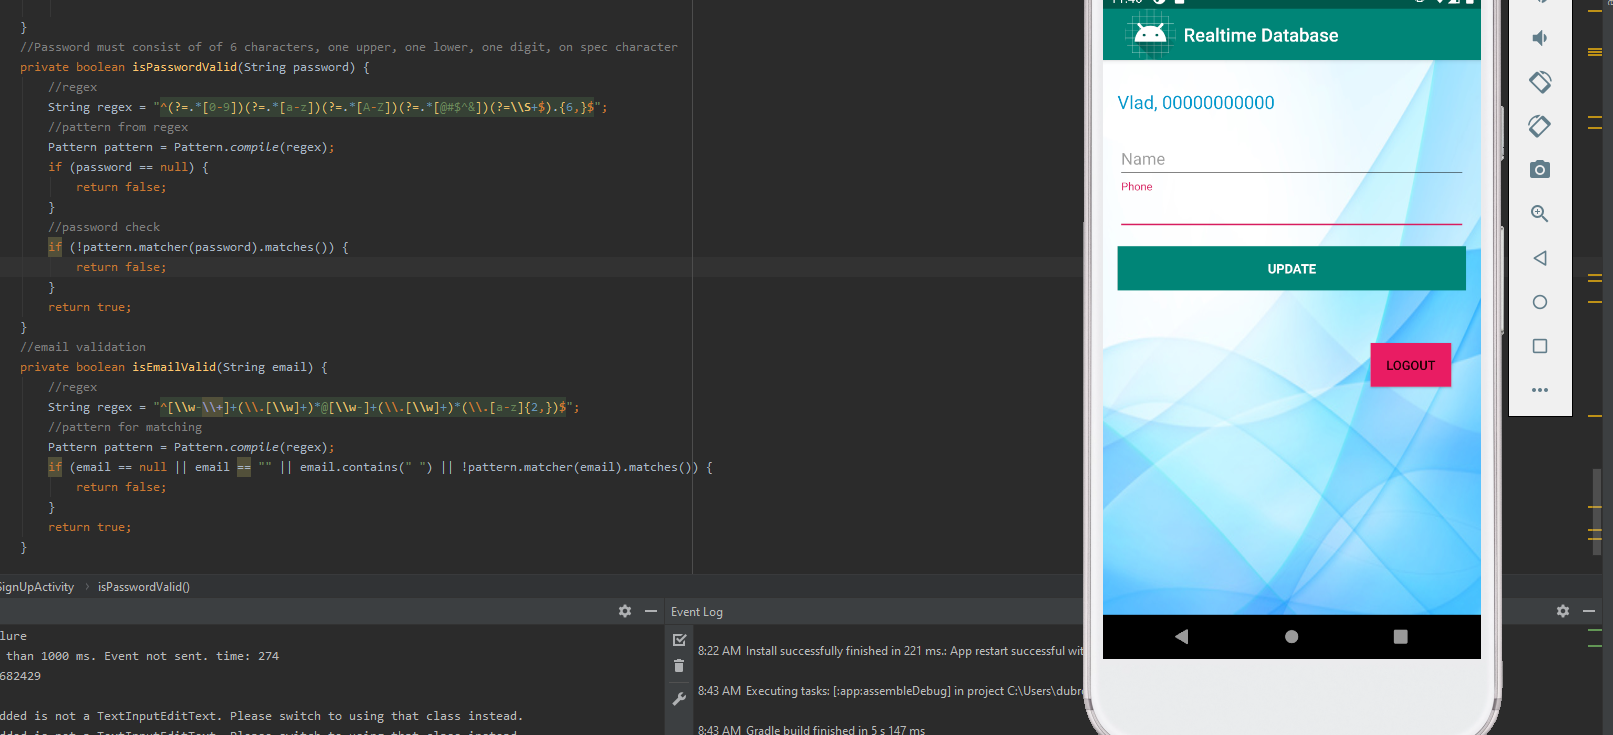 }
//Password must consist of of 6 characters, one upper, one lower, one digit, on spec character
private boolean isPasswordValid(String password) {
//regex
String regex = "^(?=.*[0-9])(?=.*[a-z])(?=.*[A-Z])(?=.*[@#$^&])(?=\\S+$).{6,}$";
//pattern from regex
Pattern pattern = Pattern.compile(regex);
if (password == null) {
return false;
}
//password check
if (!pattern.matcher(password).matches()) {
return false;
}
return true;
}
//email validation
private boolean isEmailValid(String email) {
//regex
String regex = "^[\\w-\\+]+(\\.[\\w]+)*@[\\w-]+(\\.[\\w]+)*(\\.[a-z]{2,})$";
//pattern for matching
Pattern pattern = Pattern.compile(regex);
if (email == null || email == "" || email.contains(" ") || !pattern.matcher(email).matches()) {
return false;
}
return true;
}
SignUpActivity > isPasswordValid()
lure
than 1000 ms. Event not sent. time: 274
682429
dded is not a TextInputEditText. Please switch to using that class instead.
dded is not a TextInputEditText. Please switch to using that class instead.
Event Log
8:22 AM Install successfully finished in 221 ms.: App restart successful wit
8:43 AM Executing tasks: [:app:assembleDebug] in project C:\Users\dubr
8:43 AM Gradle build finished in 5 s 147 ms
Realtime Database
Vlad, 00000000000
Name
Phone
UPDATE
LOGOUT